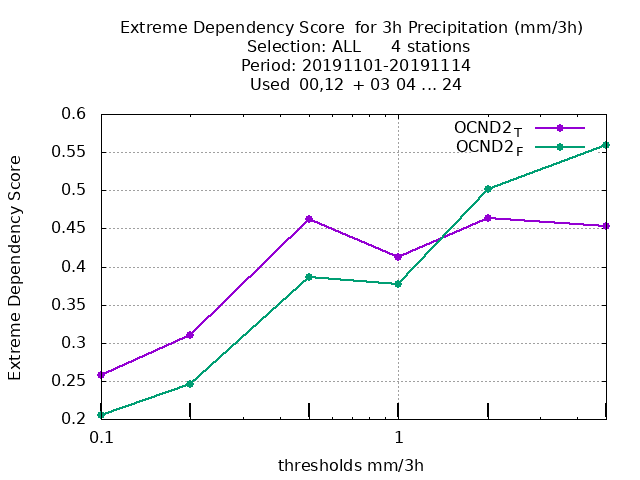 Extreme Dependency Score  for 3h Precipitation (mm/3h)
Selection: ALL      4 stations
Period: 20191101-20191114
Used  00,12  + 03 04 ... 24
Extreme Dependency Score
0.6
0.55
0.5
0.45
0.4
0.35
0.3
0.25
0.2
OCND2T
OCND2F
0.1
1
thresholds mm/3h